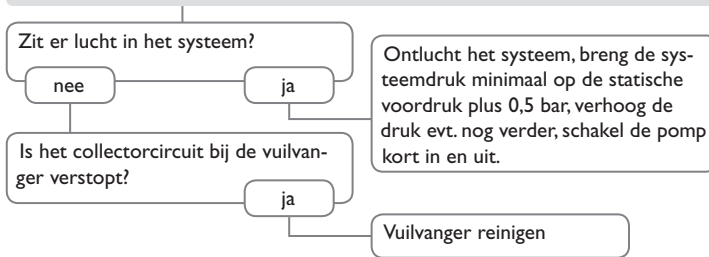 Zit er lucht in het systeem?
nee
ja
Ontlucht het systeem, breng de sys-
teemdruk minimaal op de statische
voordruk plus 0,5 bar, verhoog de
druk evt. nog verder, schakel de pomp
kort in en uit.
Is het collectorcircuit bij de vuilvan-
ger verstopt?
ja
Vuilvanger reinigen